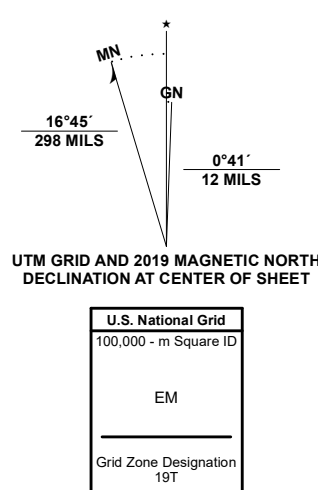 ★
MN
GN
16°45´
298 MILS
0°41´
12 MILS
UTM GRID AND 2019 MAGNETIC NORTH
DECLINATION AT CENTER OF SHEET
U.S. National Grid
100,000 - m Square ID
EM
Grid Zone Designation
19T